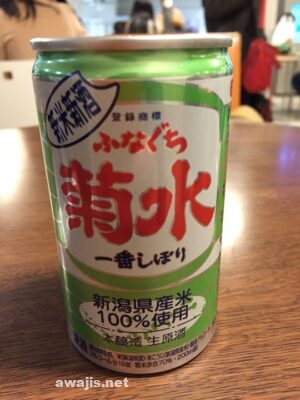 新米新酒
登録商標
ふなぐち
菊水
一番しぼり
新潟県産米
100%使用
本醸造 生原酒
awajis.net